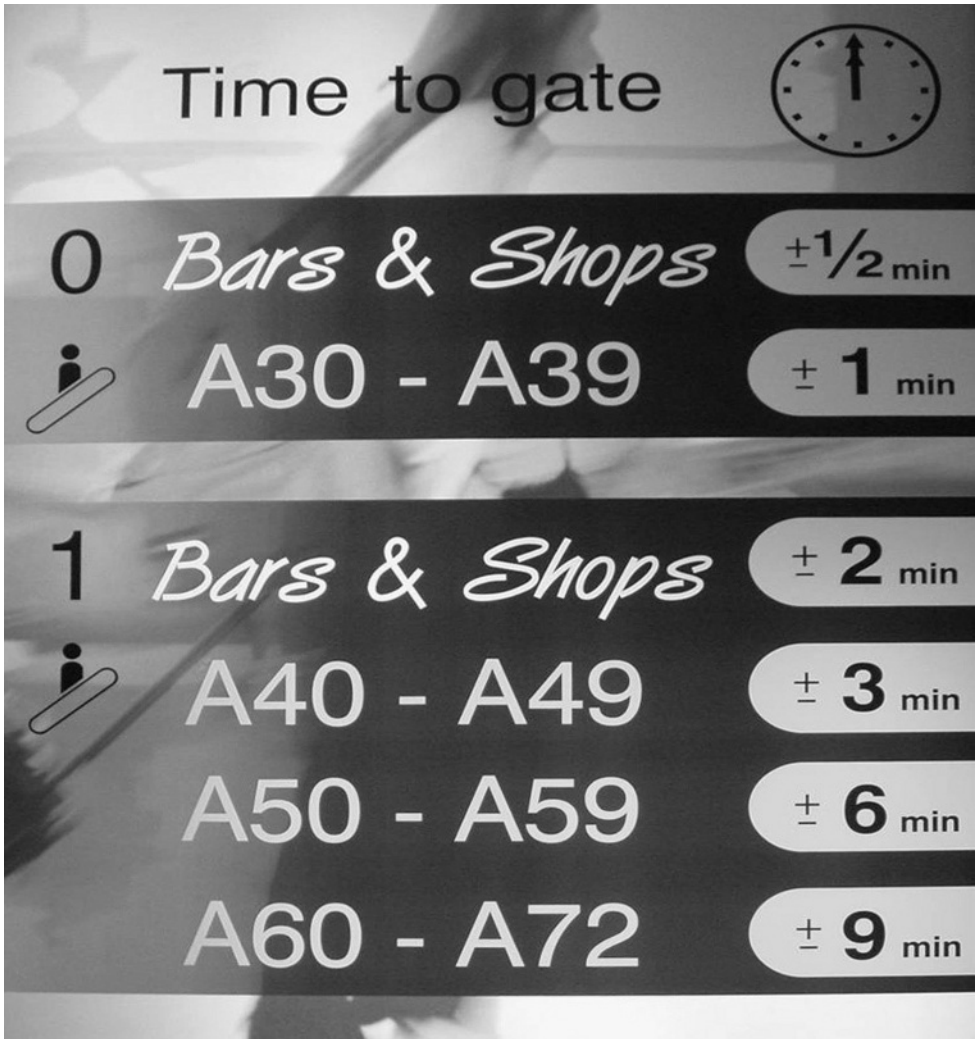 Time to gate
0 Bars & Shops ±1/2 min
A30 - A39 ± 1 min
1 Bars & Shops ± 2 min
A40 - A49 ± 3 min
A50 - A59 ± 6 min
A60 - A72 ± 9 min